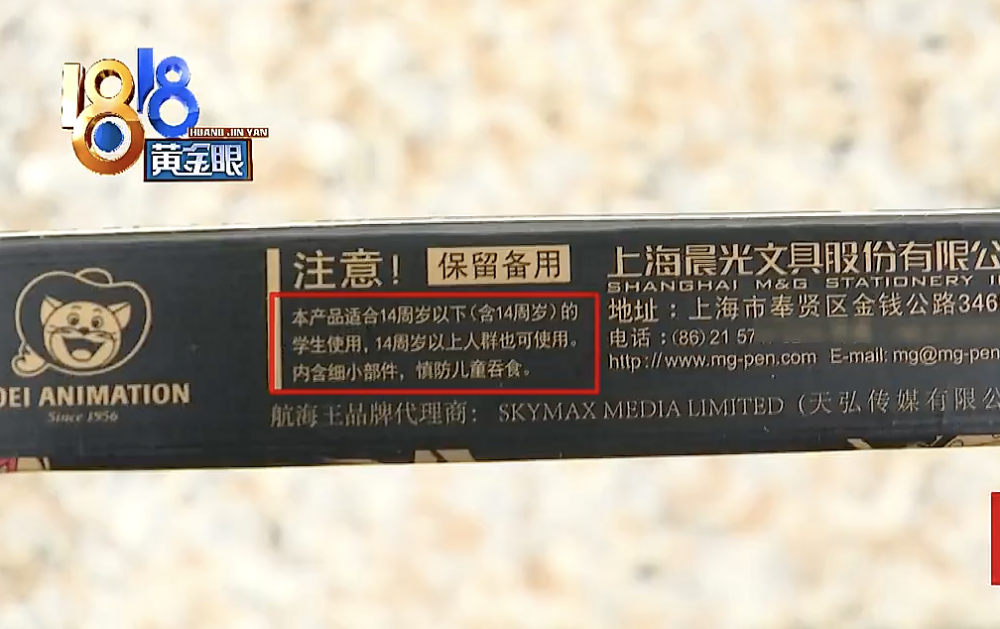 1818
HUANG JIN YAN
黄金眼
注意! 保留备用
本产品适合14周岁以下(含14周岁)的
学生使用,14周岁以上人群也可使用。
内含细小部件,慎防儿童吞食。
上海晨光文具股份有限公
SHANGHAI M&G STATIONERY I
地址:上海市奉贤区金钱公路346
电话:(86) 21 57
http://www.mg-pen.com E-mail: mg@mg-pen
航海王品牌代理商: SKYMAX MEDIA LIMITED (天弘传媒有限公
OEI ANIMATION
Since 1956